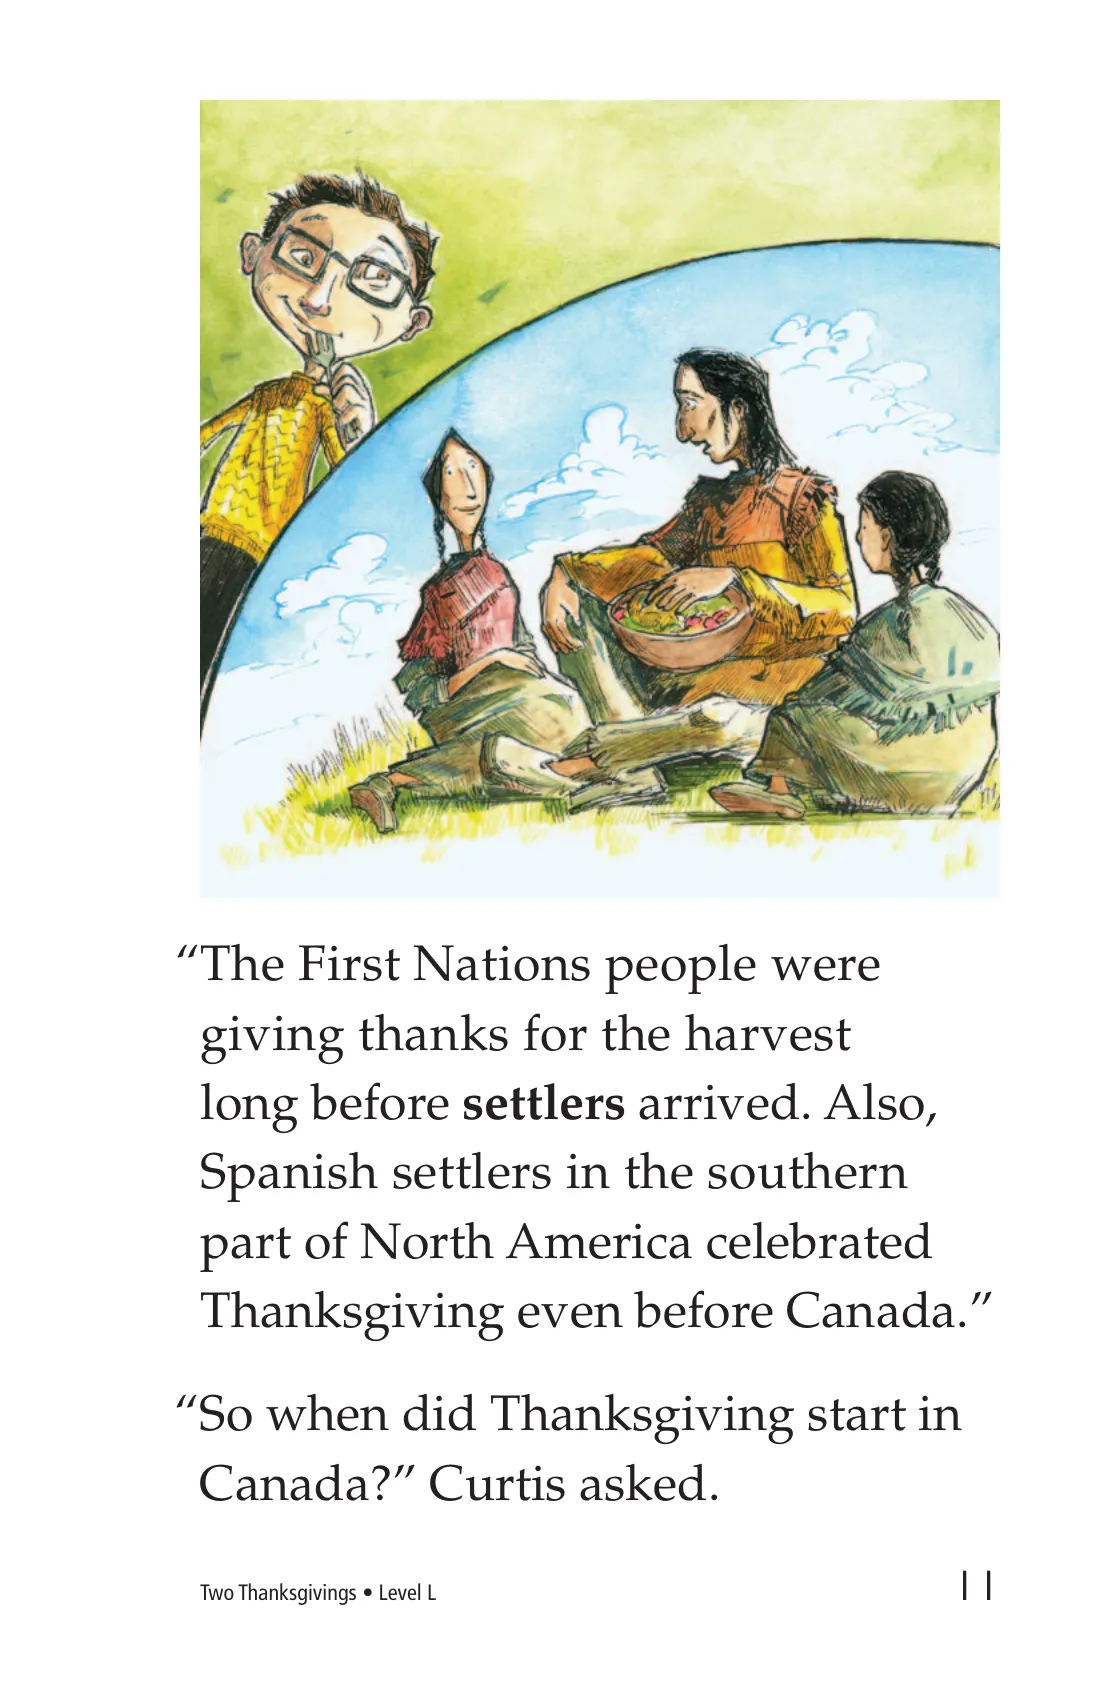 “The First Nations people were
giving thanks for the harvest
long before settlers arrived. Also,
Spanish settlers in the southern
part of North America celebrated
Thanksgiving even before Canada.”
“So when did Thanksgiving start in
Canada?” Curtis asked.
Two Thanksgivings • Level L
11